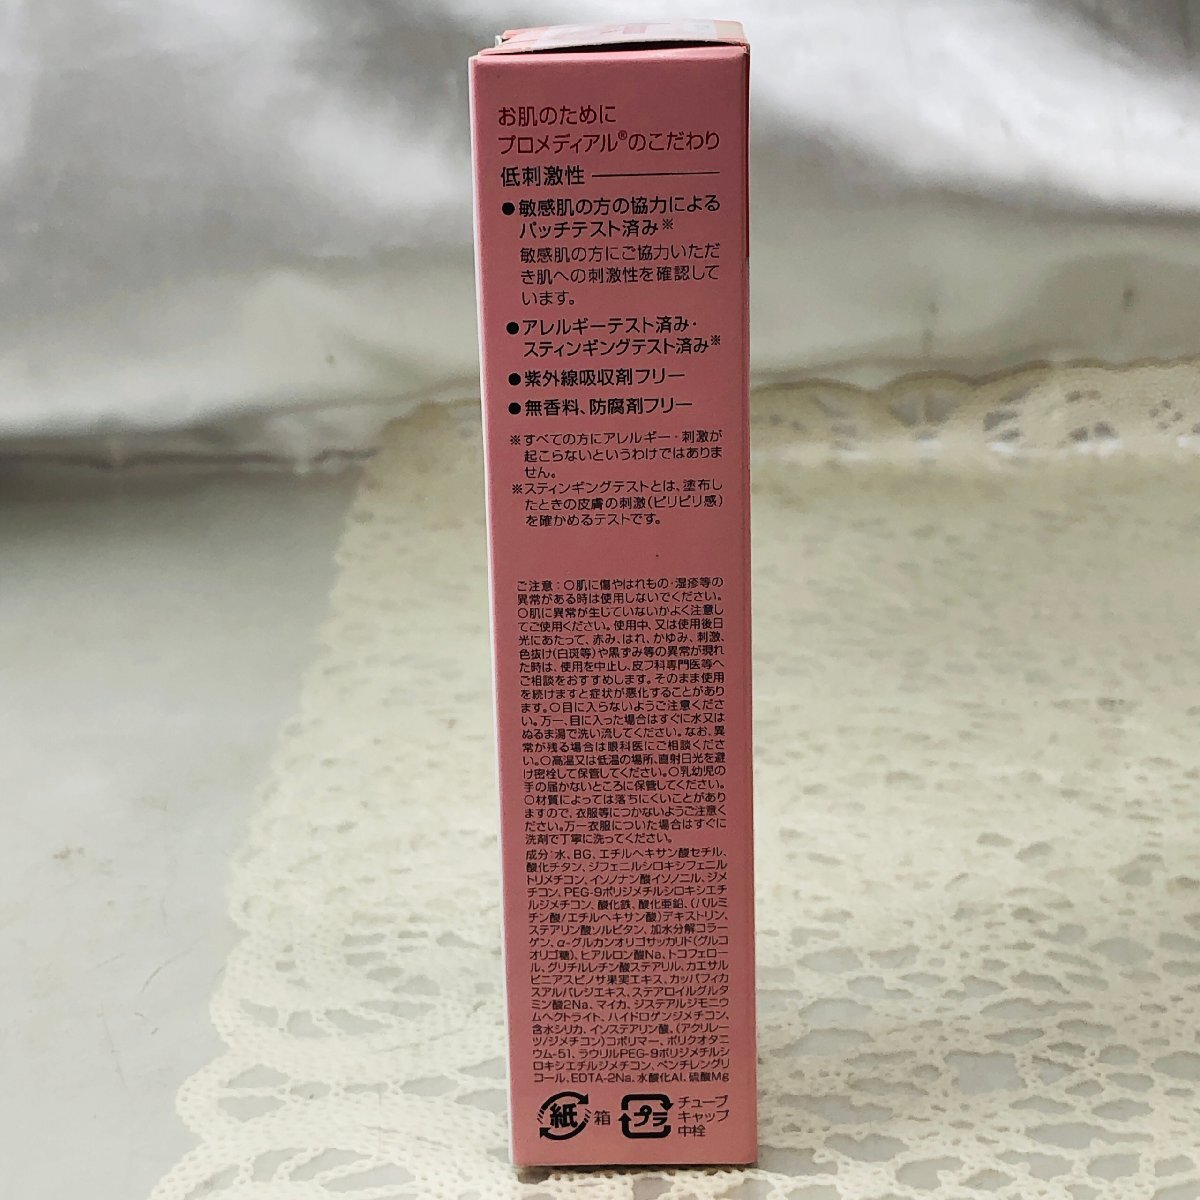 お肌のために
プロメディアル®のこだわり
低刺激性
●敏感肌の方の協力による
パッチテスト済み※
敏感肌の方にご協力いただ
き肌への刺激性を確認して
います。
●アレルギーテスト済み・
スティンギングテスト済み※
●紫外線吸収剤フリー
●無香料、防腐剤フリー
※すべての方にアレルギー・刺激が
起こらないというわけではありま
せん。
※スティンギングテストとは、塗布し
たときの皮膚の刺激(ピリピリ感)
を確かめるテストです。
ご注意:○肌に傷やはれもの・湿疹等の
異常がある時は使用しないでください。
○肌に異常が生じていないかよく注意し
てご使用ください。使用中、又は使用後日
光にあたって、赤み、はれ、かゆみ、刺激、
色抜け(白斑等)や黒ずみ等の異常が現れ
た時は、使用を中止し、皮フ科専門医等へ
ご相談をおすすめします。そのまま使用
を続けますと症状が悪化することがあり
ます。○目に入らないようご注意くださ
い。万一、目に入った場合はすぐに水又は
ぬるま湯で洗い流してください。なお、異
常が残る場合は眼科医にご相談くださ
い。○高温又は低温の場所、直射日光を避
け密栓して保管してください。○乳幼児の
手の届かないところに保管してください。
○材質によっては落ちにくいことがあり
ますので、衣服等につかないようご注意く
ださい。万一衣服についた場合はすぐに
洗剤で丁寧に洗ってください。
成分:水、BG、エチルヘキサン酸セチル、
酸化チタン、ジフェニルシロキシフェニル
トリメチコン、イソノナン酸イソノニル、ジメ
チコン、PEG-9ポリジメチルシロキシエチ
ルジメチコン、酸化鉄、酸化亜鉛、(パルミ
チン酸/エチルヘキサン酸)デキストリン、
ステアリン酸ソルビタン、加水分解コラー
ゲン、α-グルカンオリゴサッカリド(グルコ
オリゴ糖)、ヒアルロン酸Na、トコフェロー
ル、グリチルレチン酸ステアリル、カエサル
ピニアスピノサ果実エキス、カッパフィカ
スアルバレジエキス、ステアロイルグルタ
ミン酸2Na、マイカ、ジステアルジモニウ
ムヘクトライト、ハイドロゲンジメチコン、
含水シリカ、イソステアリン酸、(アクリレー
ツ/ジメチコン)コポリマー、ポリクオタニ
ウム-51、ラウリルPEG-9ポリジメチルシ
ロキシエチルジメチコン、ペンチレングリ
コール、EDTA-2Na、水酸化Al、硫酸Mg
紙 箱
プラ
チューブ
キャップ
中栓